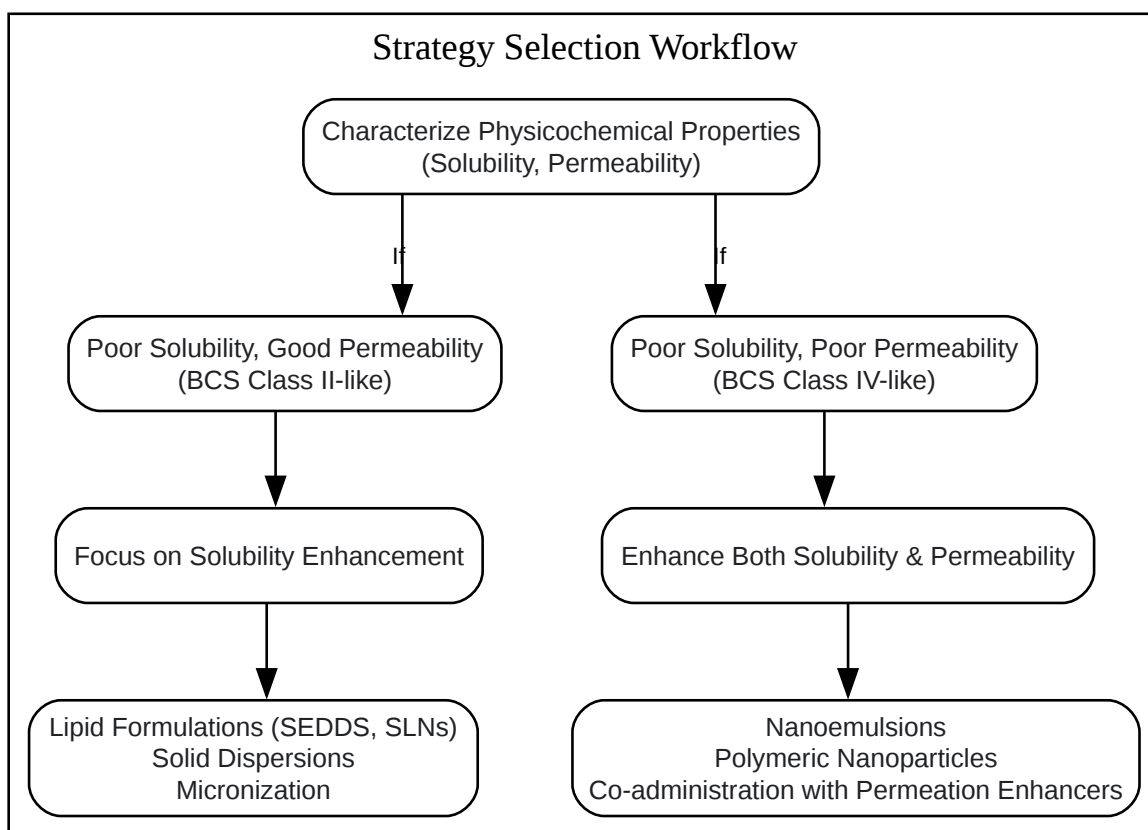 Strategy Selection Workflow
Characterize Physicochemical Properties
(Solubility, Permeability)
If
If
Poor Solubility, Good Permeability
(BCS Class II-like)
Poor Solubility, Poor Permeability
(BCS Class IV-like)
Focus on Solubility Enhancement
Enhance Both Solubility & Permeability
Lipid Formulations (SEDDS, SLNs)
Solid Dispersions
Micronization
Nanoemulsions
Polymeric Nanoparticles
Co-administration with Permeation Enhancers